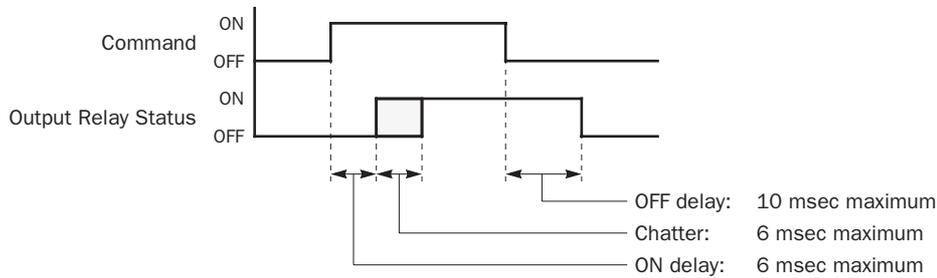 ON
Command
OFF
ON
Output Relay Status
OFF
OFF delay: 10 msec maximum
Chatter: 6 msec maximum
ON delay: 6 msec maximum